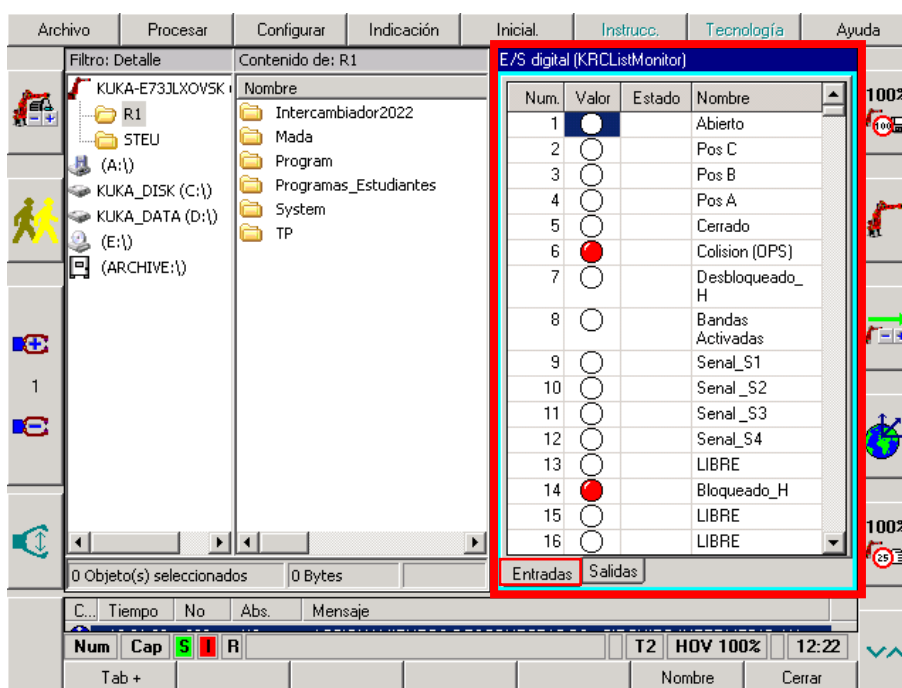 Archivo Procesar Configurar Indicación Inicial. Instrucc. Tecnología Ayuda
Filtro: Detalle Contenido de: R1 E/S digital (KRCListMonitor)
KUKA-E73JLXOVSK
R1
STEU
(A:\)
KUKA_DISK (C:\)
KUKA_DATA (D:\)
(E:\)
(ARCHIVE:\)
Nombre
Intercambiador2022
Mada
Program
Programas_Estudiantes
System
TP
Num. Valor Estado Nombre
1 Abierto
2 Pos C
3 Pos B
4 Pos A
5 Cerrado
6 Colision (OPS)
7 Desbloqueado_
H
8 Bandas
Activadas
9 Senal_S1
10 Senal_S2
11 Senal_S3
12 Senal_S4
13 LIBRE
14 Bloqueado_H
15 LIBRE
16 LIBRE
Entradas Salidas
100%
100
1
100%
25
0 Objeto(s) seleccionados 0 Bytes
C... Tiempo No Abs. Mensaje
Num Cap S I R T2 HOV 100% 12:22
Tab + Nombre Cerrar